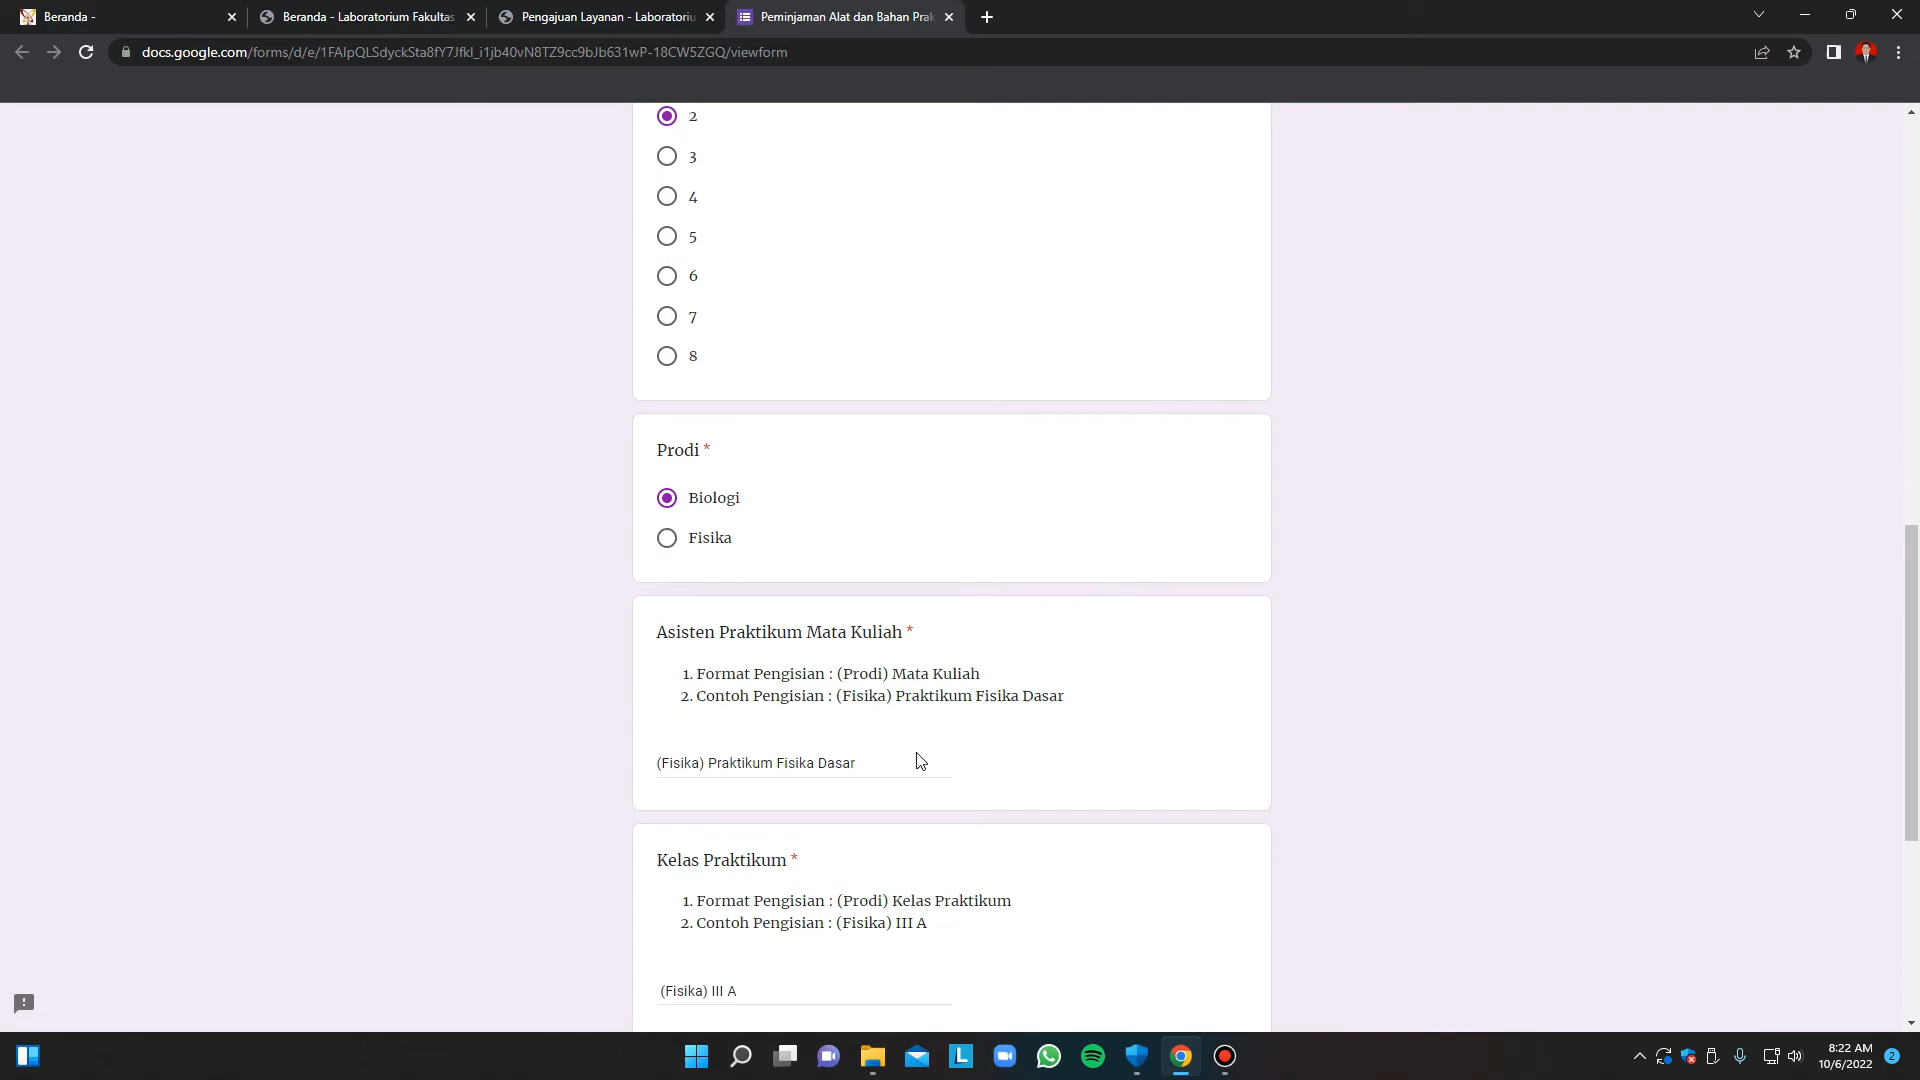 Beranda -
Beranda - Laboratorium Fakultas
Pengajuan Layanan - Laboratoriu
Peminjaman Alat dan Bahan Prak
docs.google.com/forms/d/e/1FAIpQLSdyckSta8fY7Jfkl_i1jb40vN8TZ9cc9bJb631wP-18CW5ZGQ/viewform
2
3
4
5
6
7
8
Prodi *
Biologi
Fisika
Asisten Praktikum Mata Kuliah *
1. Format Pengisian : (Prodi) Mata Kuliah
2. Contoh Pengisian : (Fisika) Praktikum Fisika Dasar
(Fisika) Praktikum Fisika Dasar
Kelas Praktikum *
1. Format Pengisian : (Prodi) Kelas Praktikum
2. Contoh Pengisian : (Fisika) III A
(Fisika) III A
L
8:22 AM
10/6/2022
2